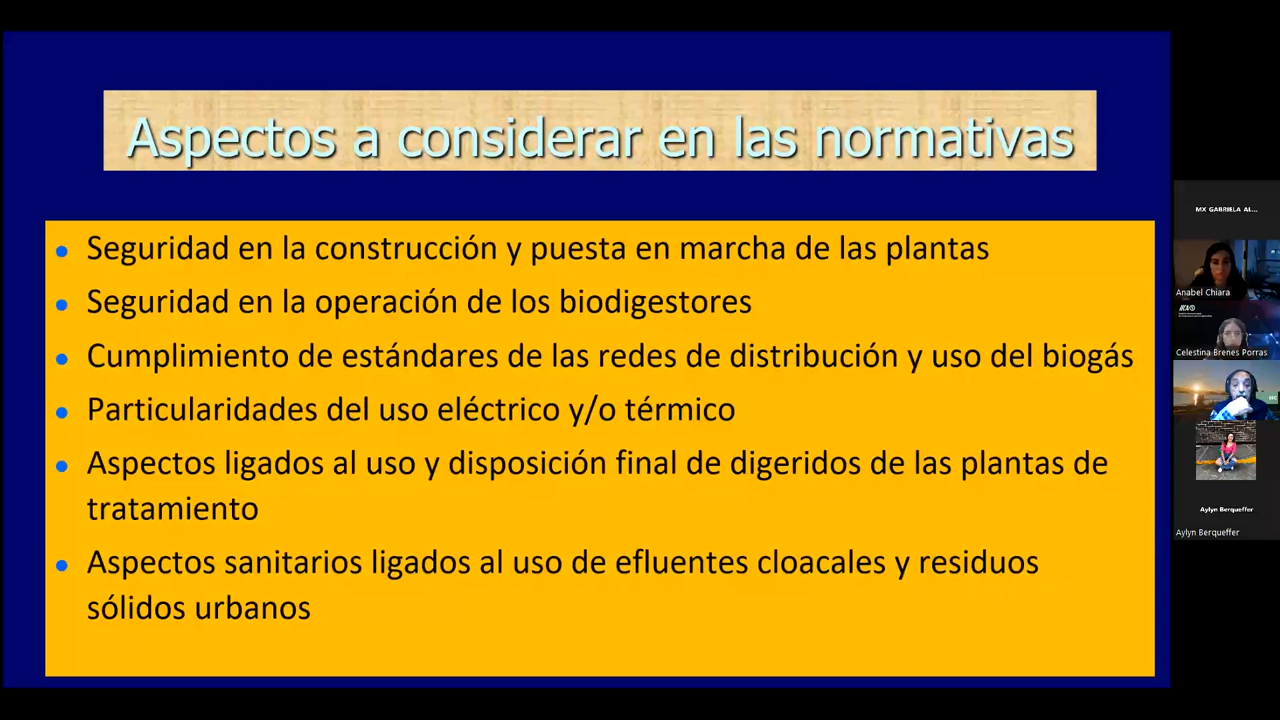 Aspectos a considerar en las normativas
Seguridad en la construcción y puesta en marcha de las plantas
Seguridad en la operación de los biodigestores
Cumplimiento de estándares de las redes de distribución y uso del biogás
Particularidades del uso eléctrico y/o térmico
Aspectos ligados al uso y disposición final de digeridos de las plantas de
tratamiento
Aspectos sanitarios ligados al uso de efluentes cloacales y residuos
sólidos urbanos
MX GABRIELA AL...
Anabel Chiara
Celestina Brenes Porras
Aylyn Berqueffer
Aylyn Berqueffer